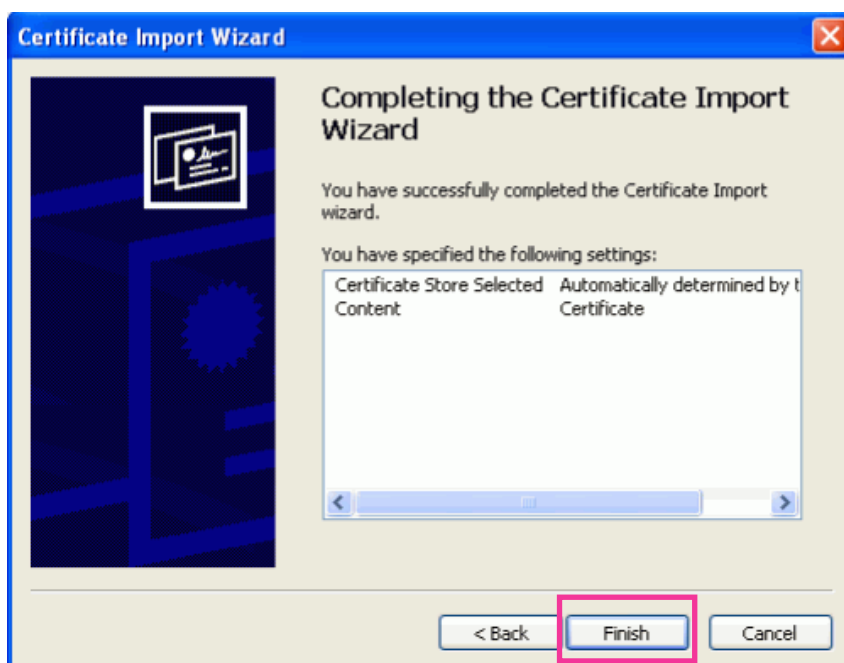 Certificate Import Wizard
Completing the Certificate Import
Wizard
You have successfully completed the Certificate Import
wizard.
You have specified the following settings:
Certificate Store Selected Automatically determined by t
Content Certificate
< Back Finish Cancel